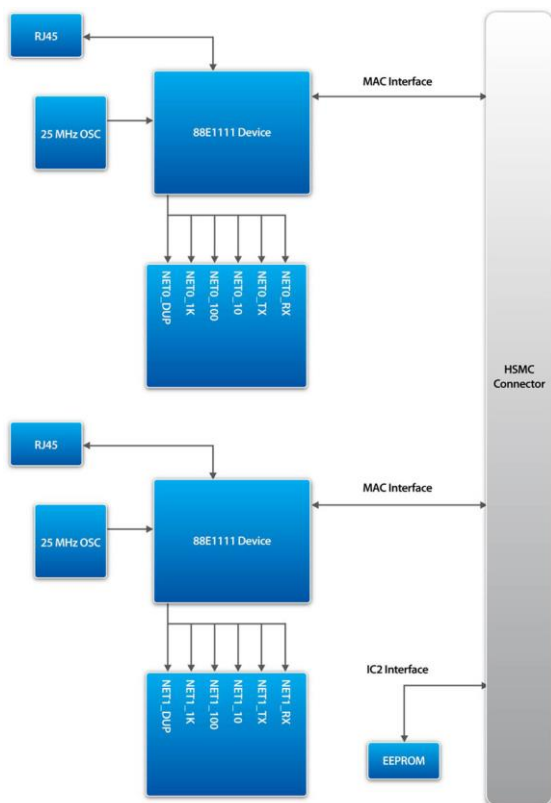 RJ45
MAC Interface
25 MHz OSC
88E1111 Device
NET0_DUP
NET0_1K
NET0_100
NET0_10
NET0_TX
NET0_RX
HSMC
Connector
RJ45
MAC Interface
25 MHz OSC
88E1111 Device
NET1_DUP
NET1_1K
NET1_100
NET1_10
NET1_TX
NET1_RX
IC2 Interface
EEPROM